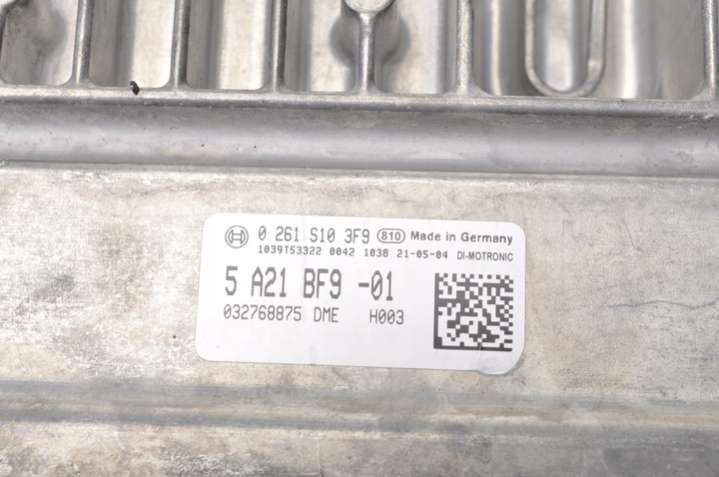 0 261 S10 3F9 810 Made in Germany
1039T53322 0042 1038 21-05-04 DI-MOTRONIC
5 A21 BF9 -01
032768875 DME H003